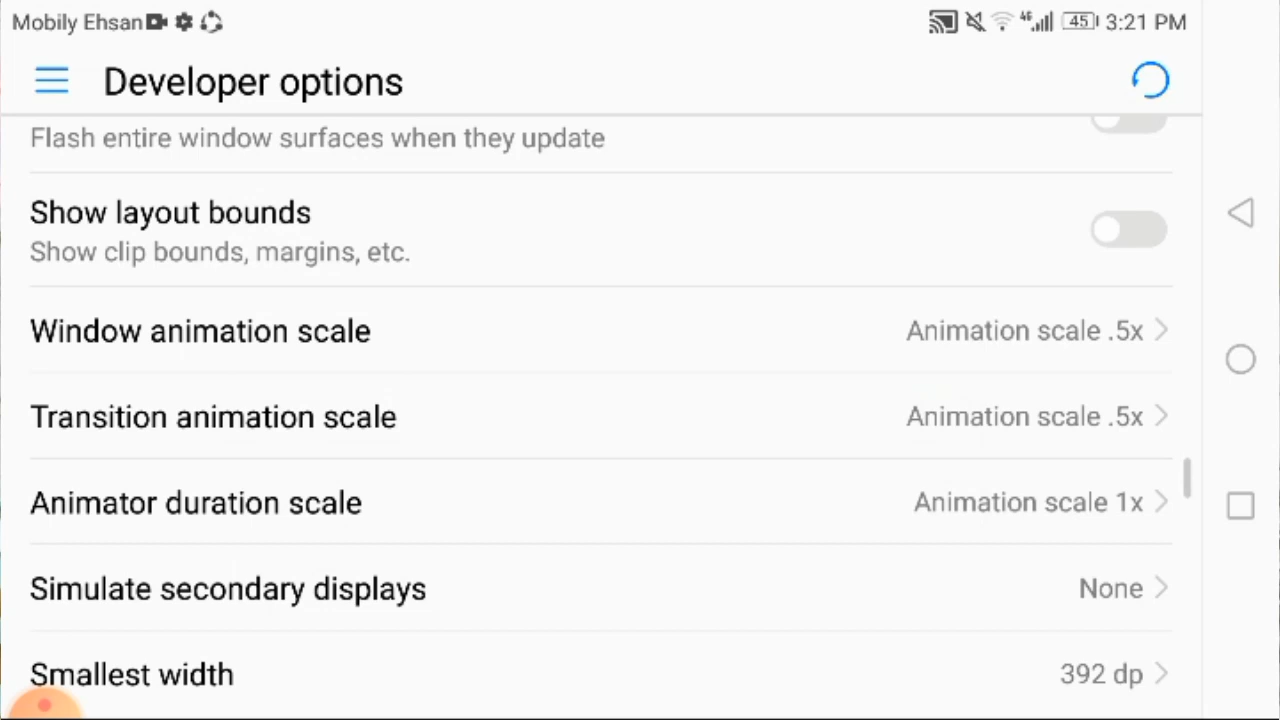 Mobily Ehsan 4G 45 3:21 PM
Developer options
Flash entire window surfaces when they update
Show layout bounds
Show clip bounds, margins, etc.
Window animation scale Animation scale .5x
Transition animation scale Animation scale .5x
Animator duration scale Animation scale 1x
Simulate secondary displays None
Smallest width 392 dp